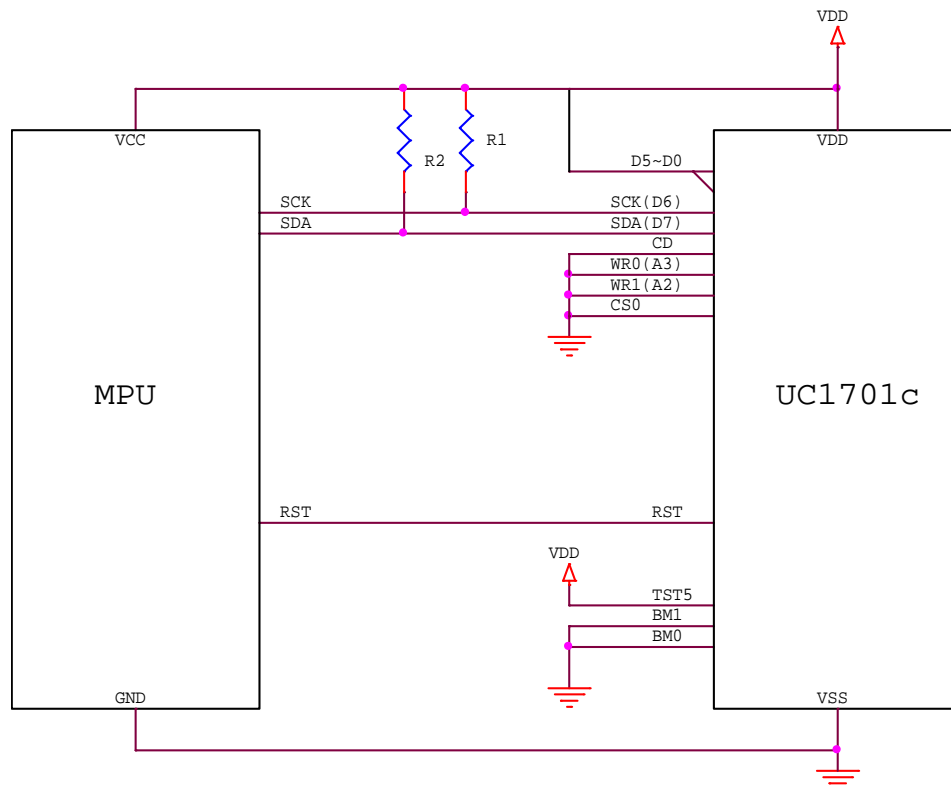 VDD
VCC
VDD
R2
R1
D5~D0
SCK
SCK(D6)
SDA
SDA(D7)
CD
WR0(A3)
WR1(A2)
CS0
MPU
UC1701c
RST
RST
VDD
TST5
BM1
BM0
GND
VSS